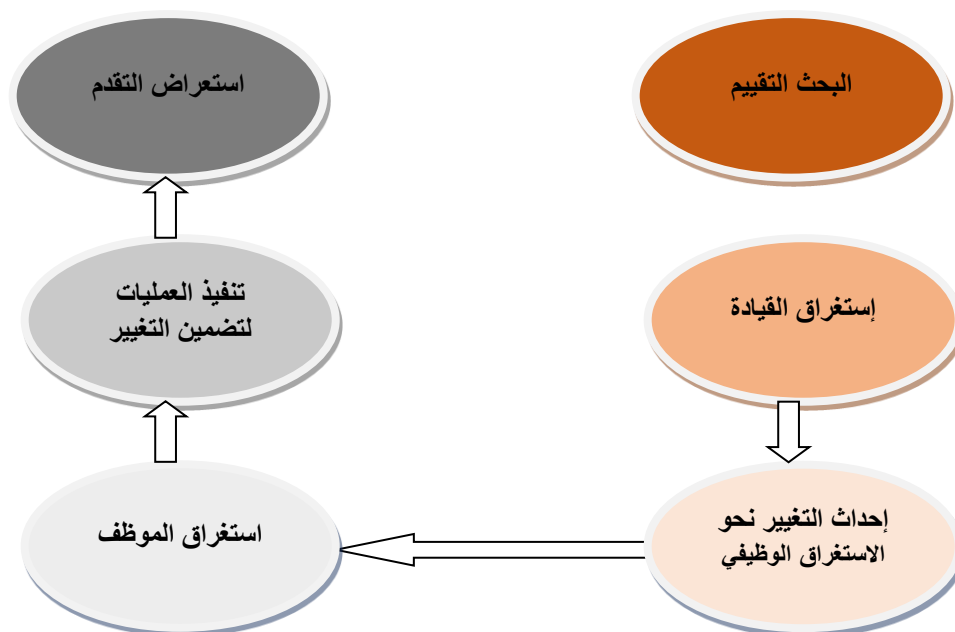 البحث التقييم
استعراض التقدم
إستغراق القيادة
تنفيذ العمليات
لتضمين التغيير
إحداث التغيير نحو
الاستغراق الوظيفي
استغراق الموظف